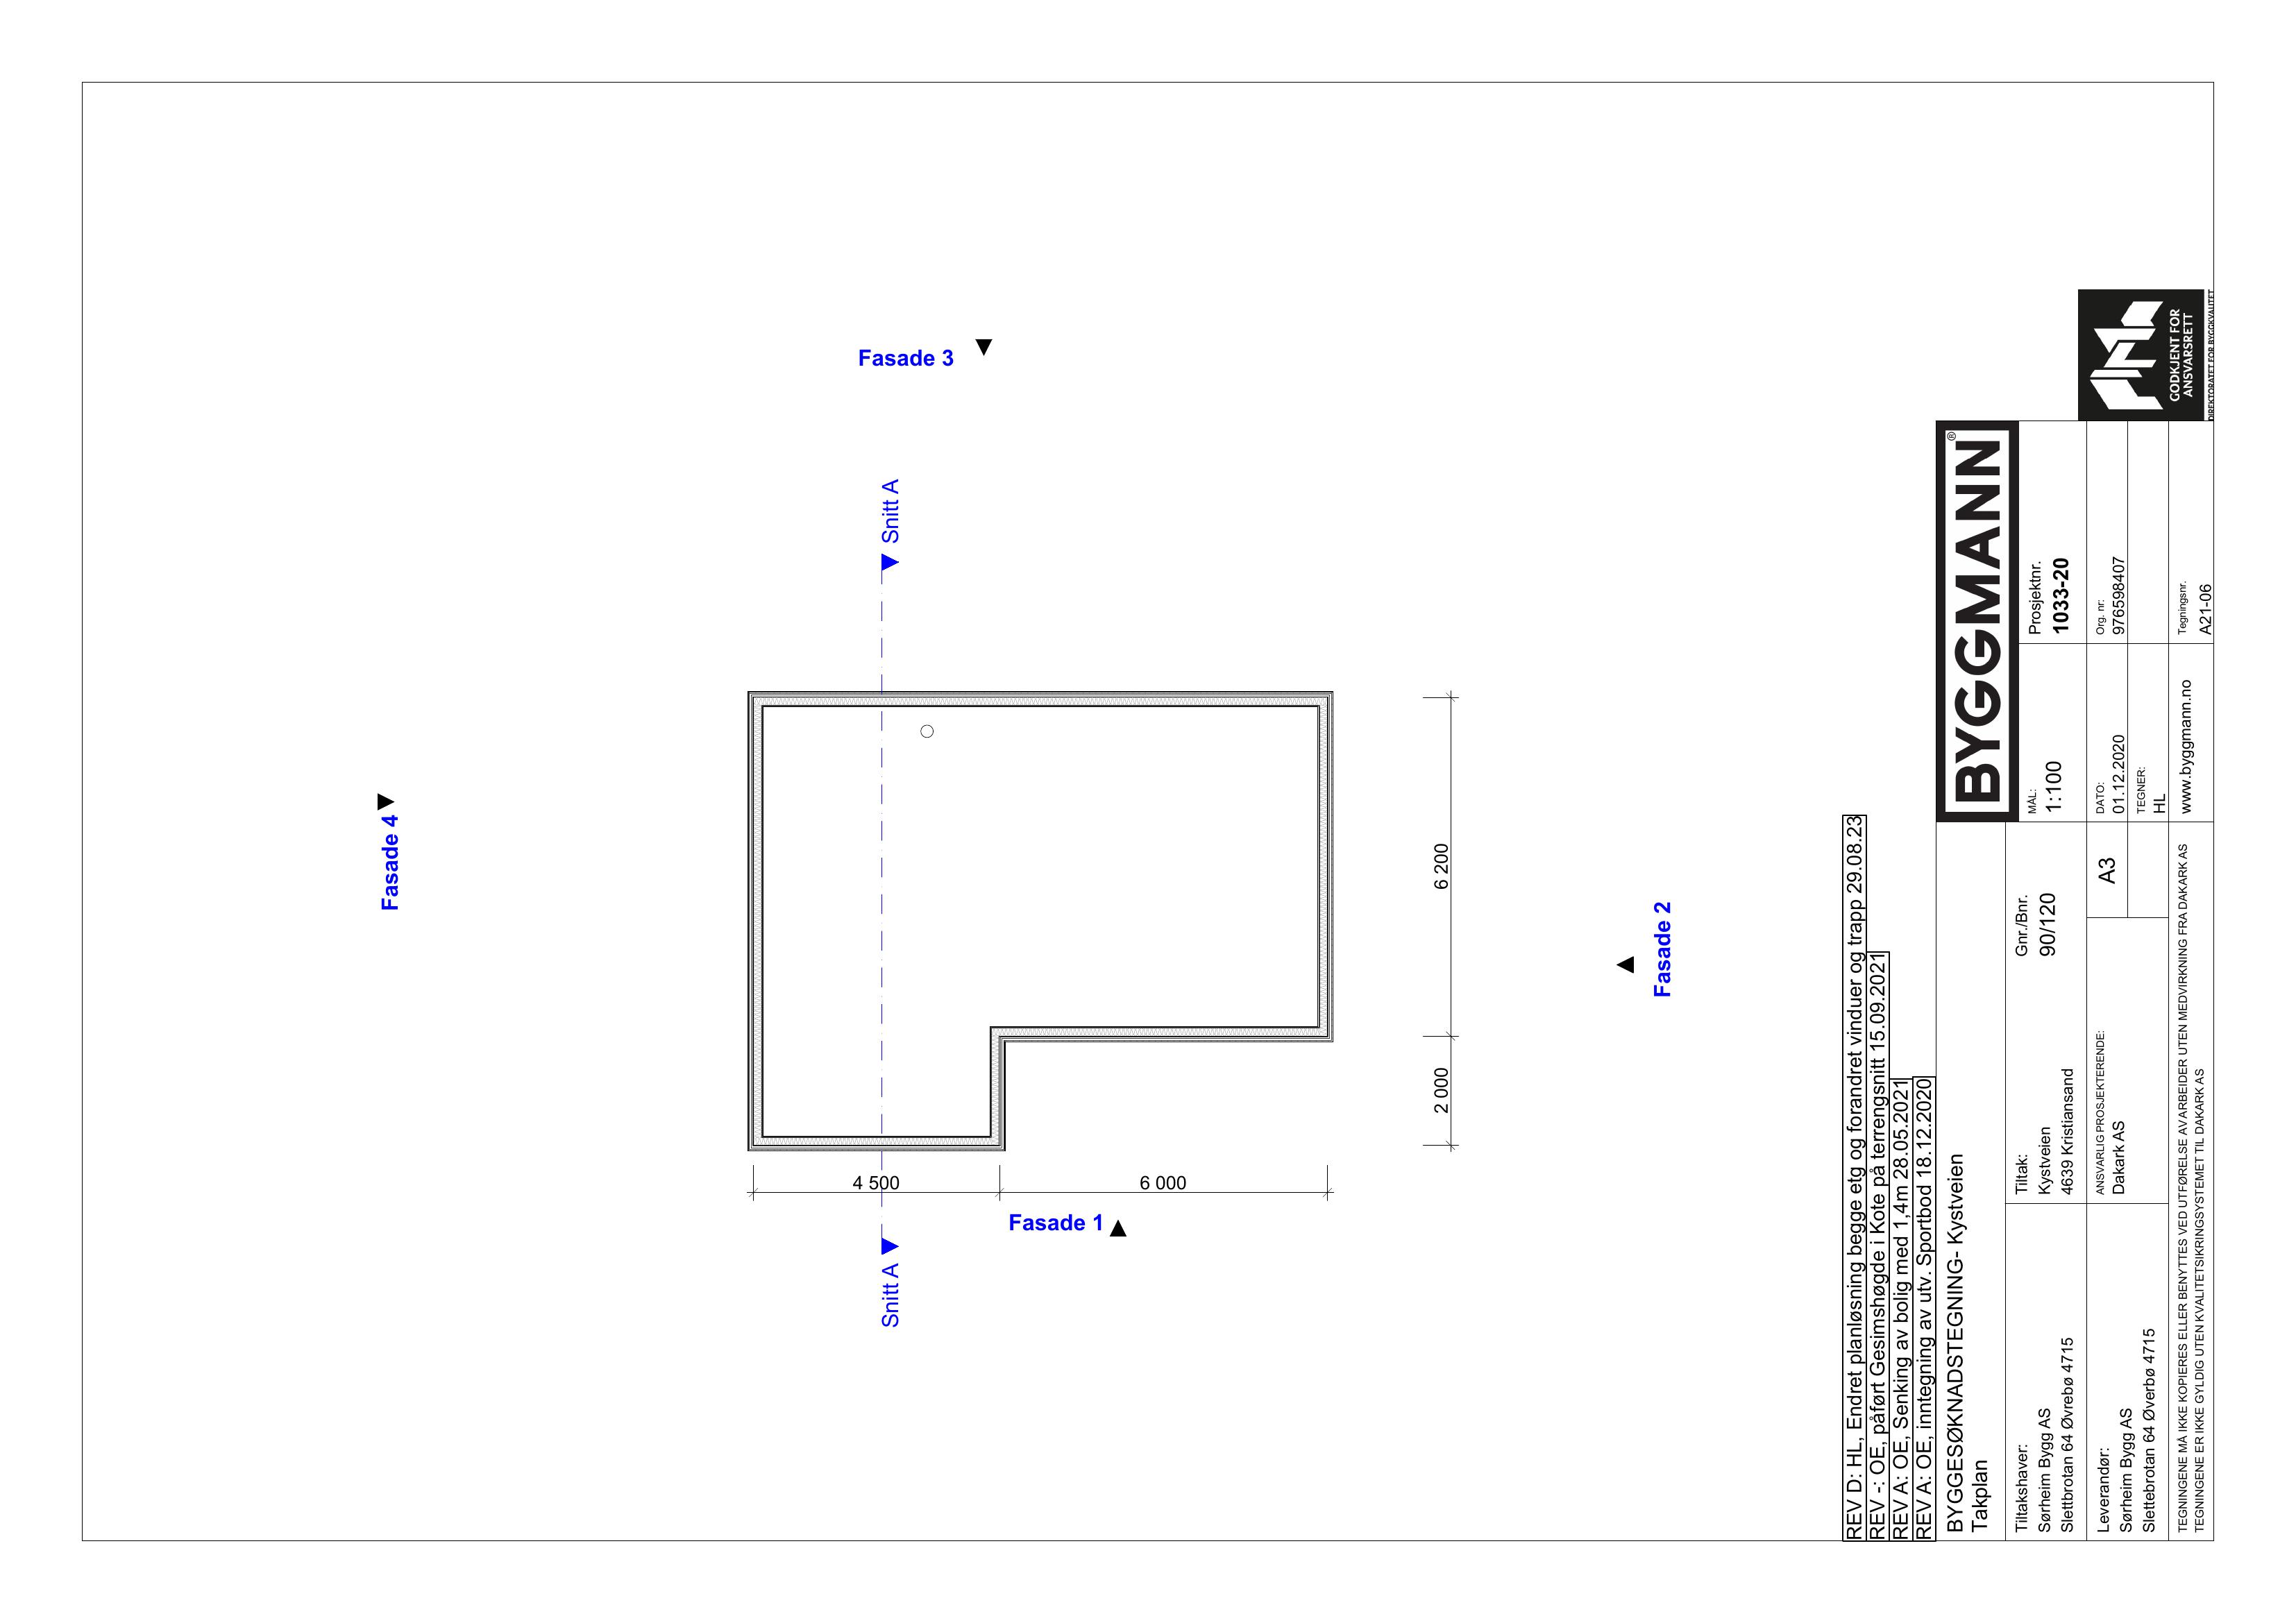 Fasade 3
Snitt A
Fasade 4
6 200
Fasade 2
2 000
4 500
6 000
Fasade 1
Snitt A
REV D: HL, Endret planløsning begge etg og forandret vinduer og trapp 29.08.23
REV -: OE, påført Gesimshøgde i Kote på terrengsnitt 15.09.2021
REV A: OE, Senking av bolig med 1,4m 28.05.2021
REV A: OE, inntegning av utv. Sportbod 18.12.2020
BYGGESØKNADSTEGNING- Kystveien
Takplan
BYGGMANN®
Tiltakshaver:
Sørheim Bygg AS
Slettbrotan 64 Øvrebø 4715
Tiltak:
Kystveien
4639 Kristiansand
Gnr./Bnr.
90/120
MÅL:
1:100
Prosjektnr.
1033-20
Leverandør:
Sørheim Bygg AS
Slettebrotan 64 Øverbø 4715
ANSVARLIG PROSJEKTERENDE:
Dakark AS
A3
DATO:
01.12.2020
Org. nr:
976598407
TEGNER:
HL
TEGNINGENE MÅ IKKE KOPIERES ELLER BENYTTES VED UTFØRELSE AV ARBEIDER UTEN MEDVIRKNING FRA DAKARK AS
TEGNINGENE ER IKKE GYLDIG UTEN KVALITETSIKRINGSYSTEMET TIL DAKARK AS
www.byggmann.no
Tegningsnr.
A21-06
GODKJENT FOR
ANSVARSRETT
DIREKTORATET FOR BYGGKVALITET